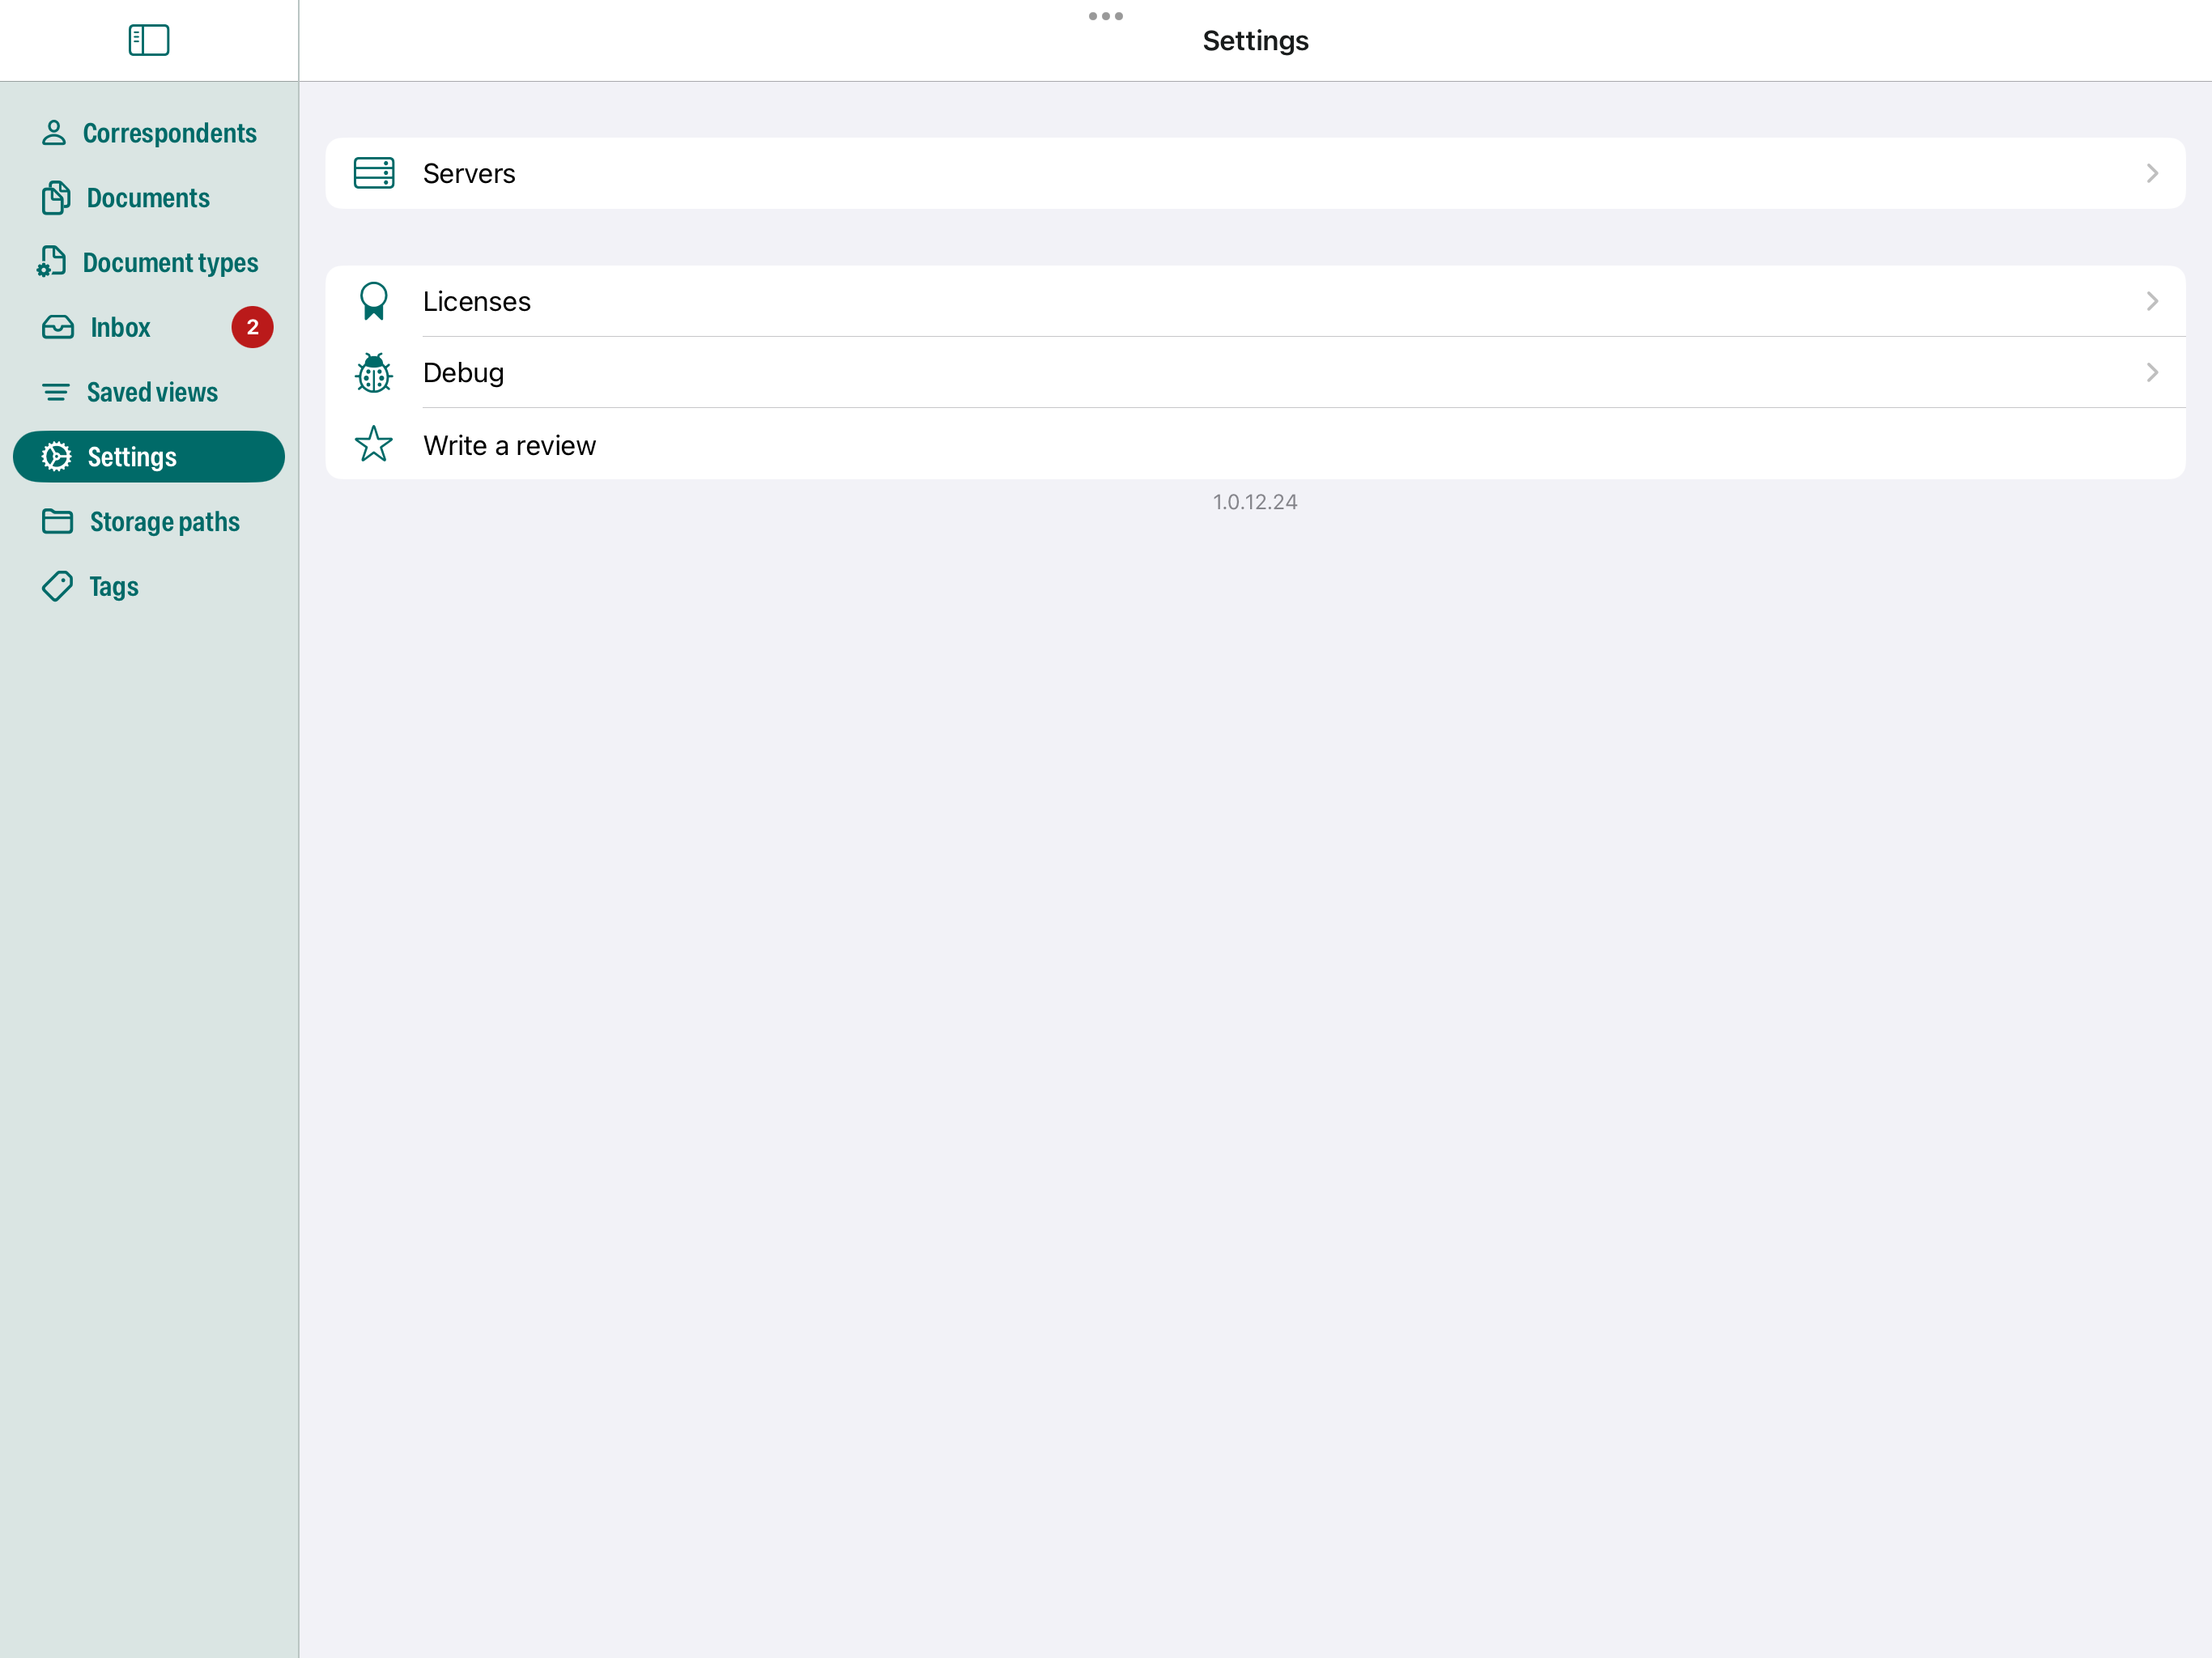 Settings
Correspondents
Documents
Document types
Inbox
2
Saved views
Settings
Storage paths
Tags
Servers
Licenses
Debug
Write a review
1.0.12.24